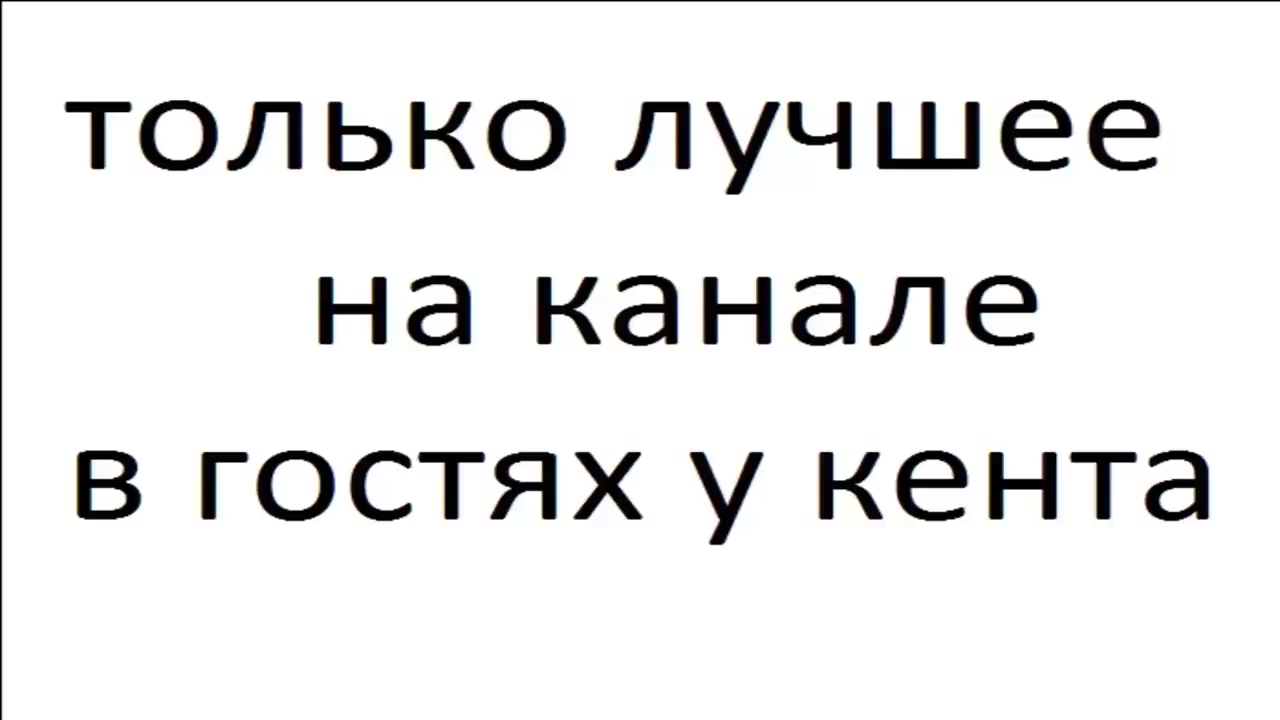 только лучшее
на канале
в гостях у кента